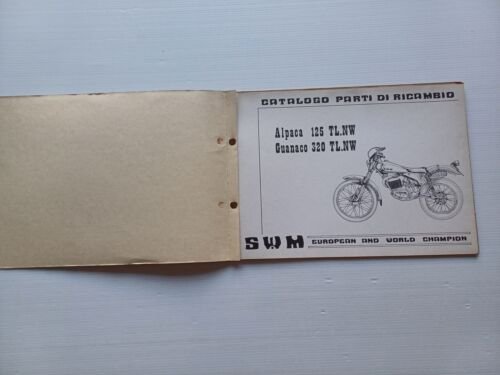 CATALOGO PARTI DI RICAMBIO
Alpaca 125 TL.NW
Guanaco 320 TL.NW
SWM EUROPEAN AND WORLD CHAMPION